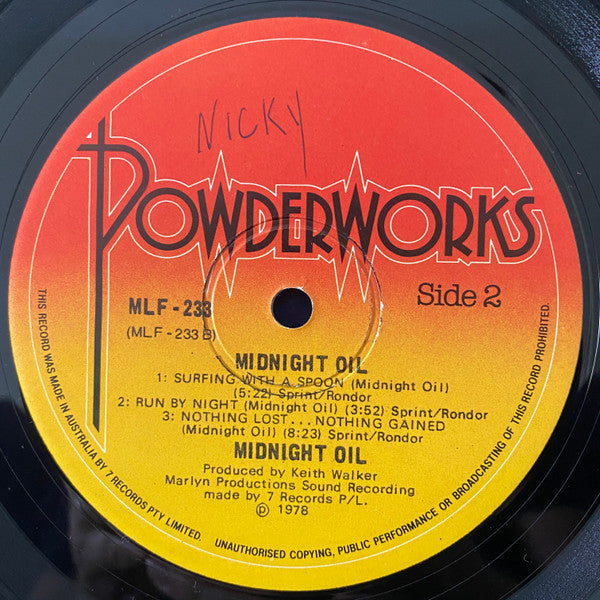 NICKY
POWDERWORKS
Side 2
MLF - 233
(MLF - 233 B)
MIDNIGHT OIL
1: SURFING WITH A SPOON (Midnight Oil)
(5:22) Sprint/Rondor
2: RUN BY NIGHT (Midnight Oil) (3:52) Sprint/Rondor
3: NOTHING LOST...NOTHING GAINED
(Midnight Oil) (8:23) Sprint/Rondor
MIDNIGHT OIL
Produced by Keith Walker
Marlyn Productions Sound Recording
made by 7 Records P/L.
℗ 1978
THIS RECORD WAS MADE IN AUSTRALIA BY 7 RECORDS PTY LIMITED. UNAUTHORISED COPYING, PUBLIC PERFORMANCE OR BROADCASTING OF THIS RECORD PROHIBITED.